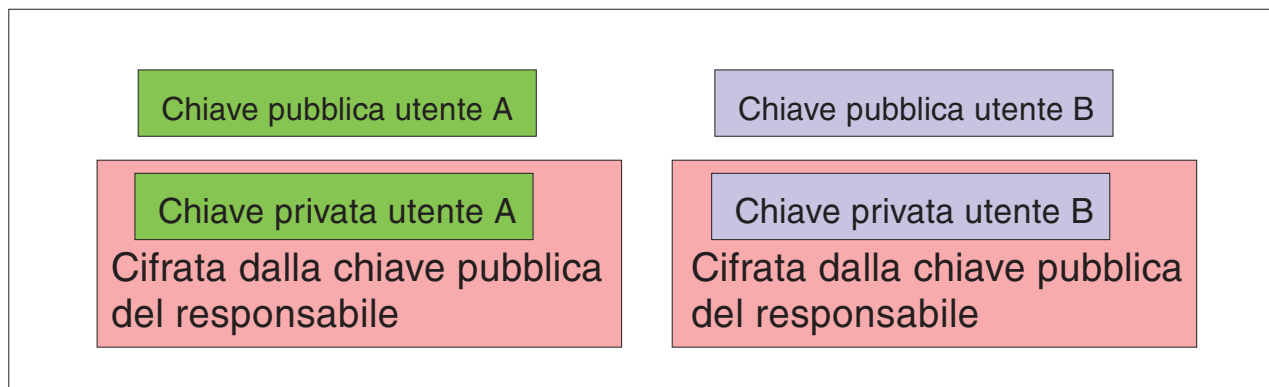 Chiave pubblica utente A
Chiave privata utente A
Cifrata dalla chiave pubblica
del responsabile
Chiave pubblica utente B
Chiave privata utente B
Cifrata dalla chiave pubblica
del responsabile